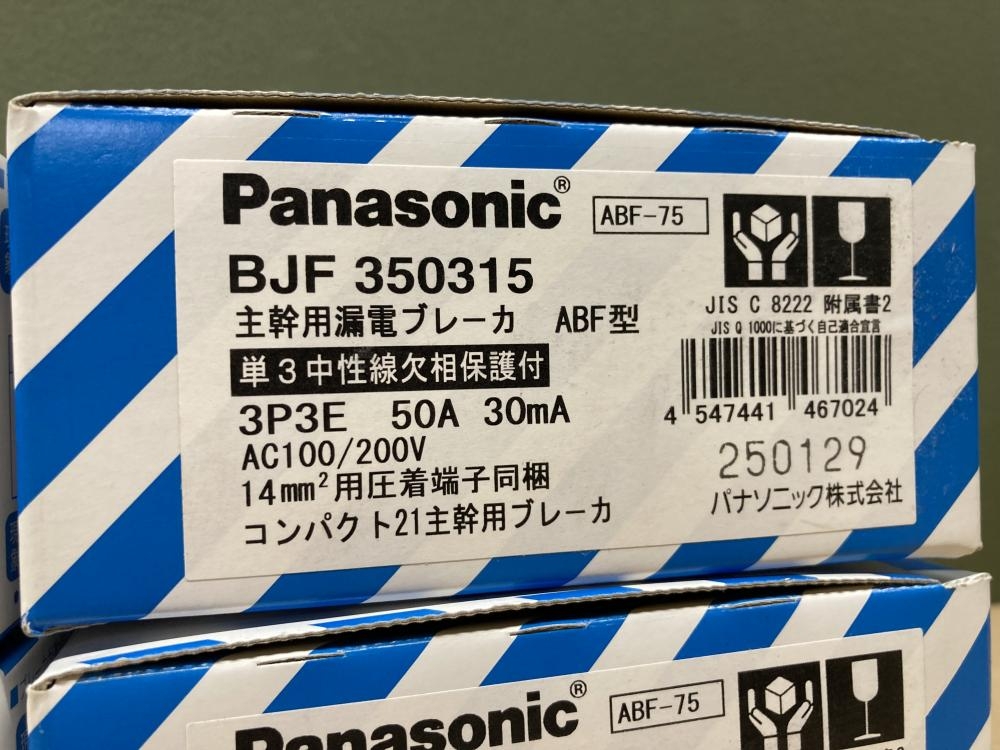 Panasonic®
ABF-75
BJF 350315
主幹用漏電ブレーカ ABF型
単3中性線欠相保護付
3P3E 50A 30mA
AC100/200V
14mm²用圧着端子同梱
コンパクト21主幹用ブレーカ
JIS C 8222 附属書2
JIS Q 1000に基づく自己適合宣言
4 547441 467024
250129
パナソニック株式会社
Panasonic®
ABF-75